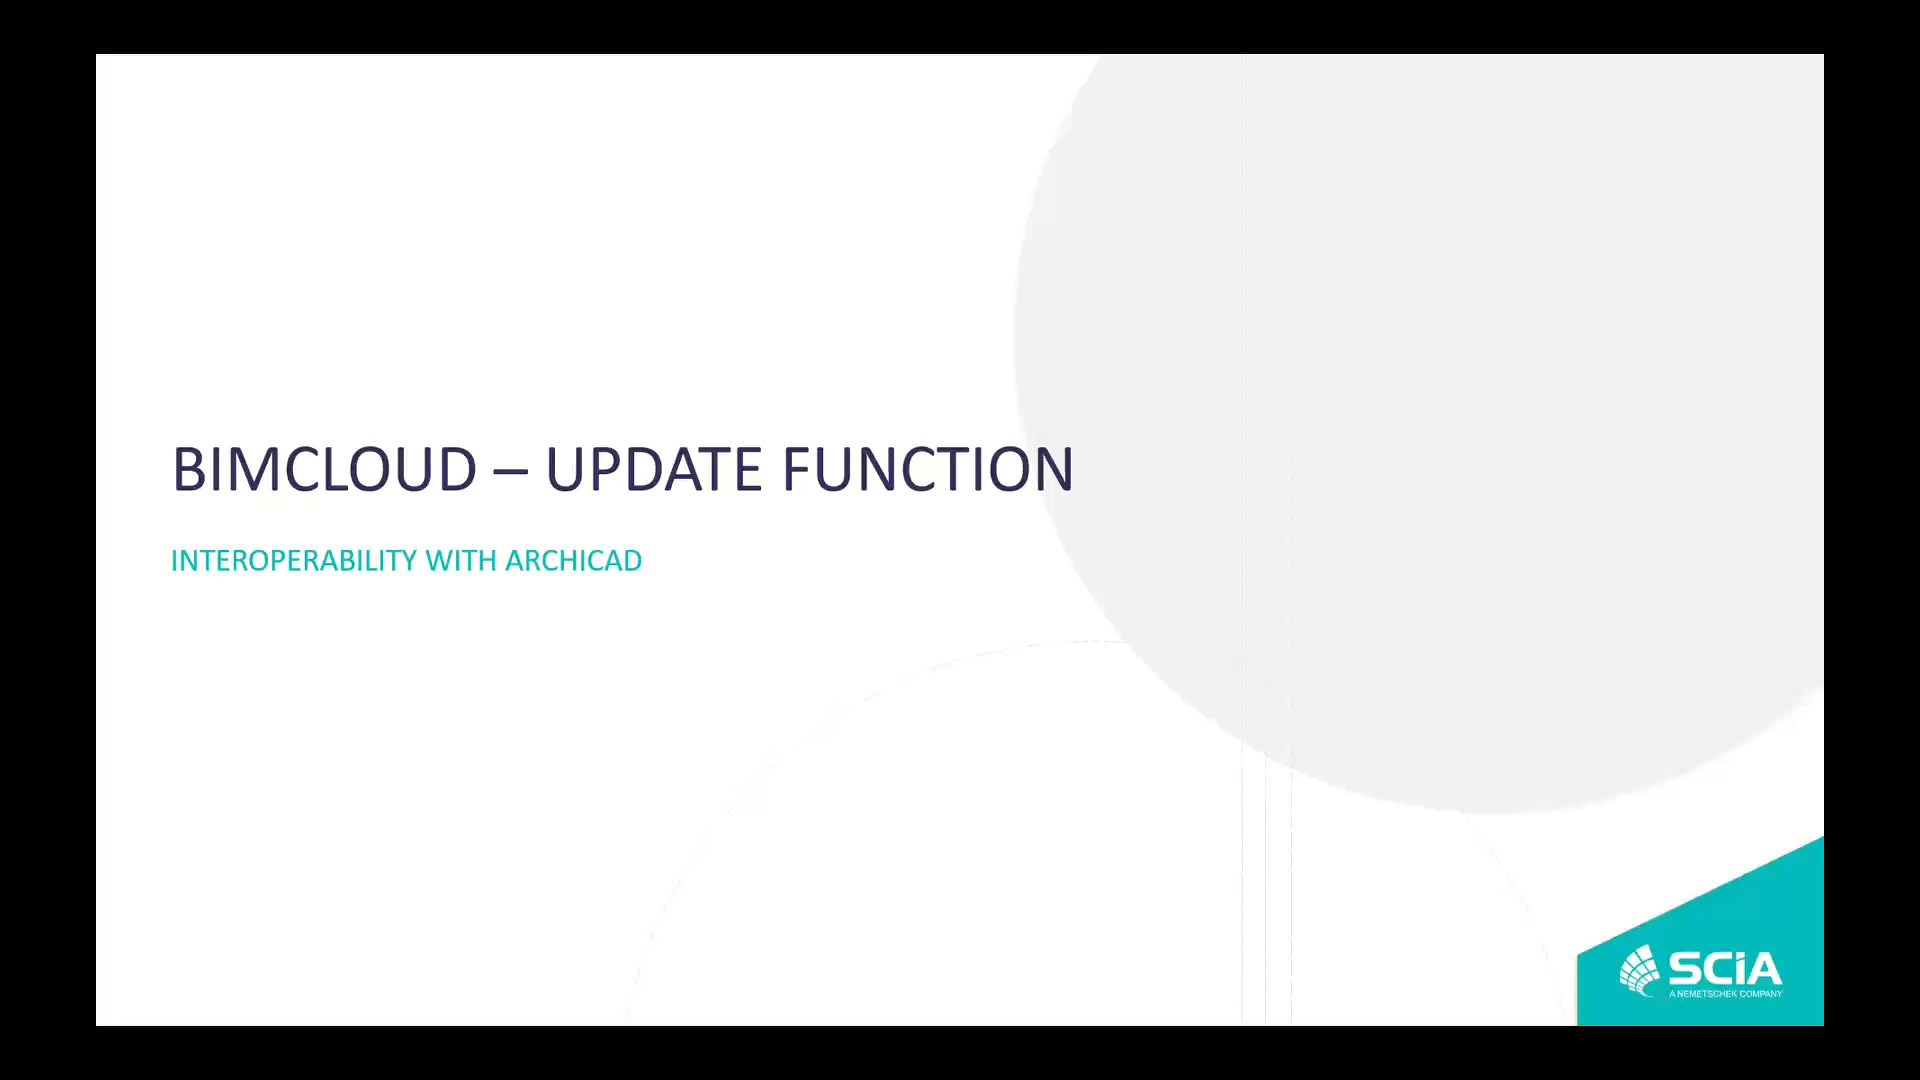 BIMCLOUD – UPDATE FUNCTION
INTEROPERABILITY WITH ARCHICAD
SCiA
A NEMETSCHEK COMPANY